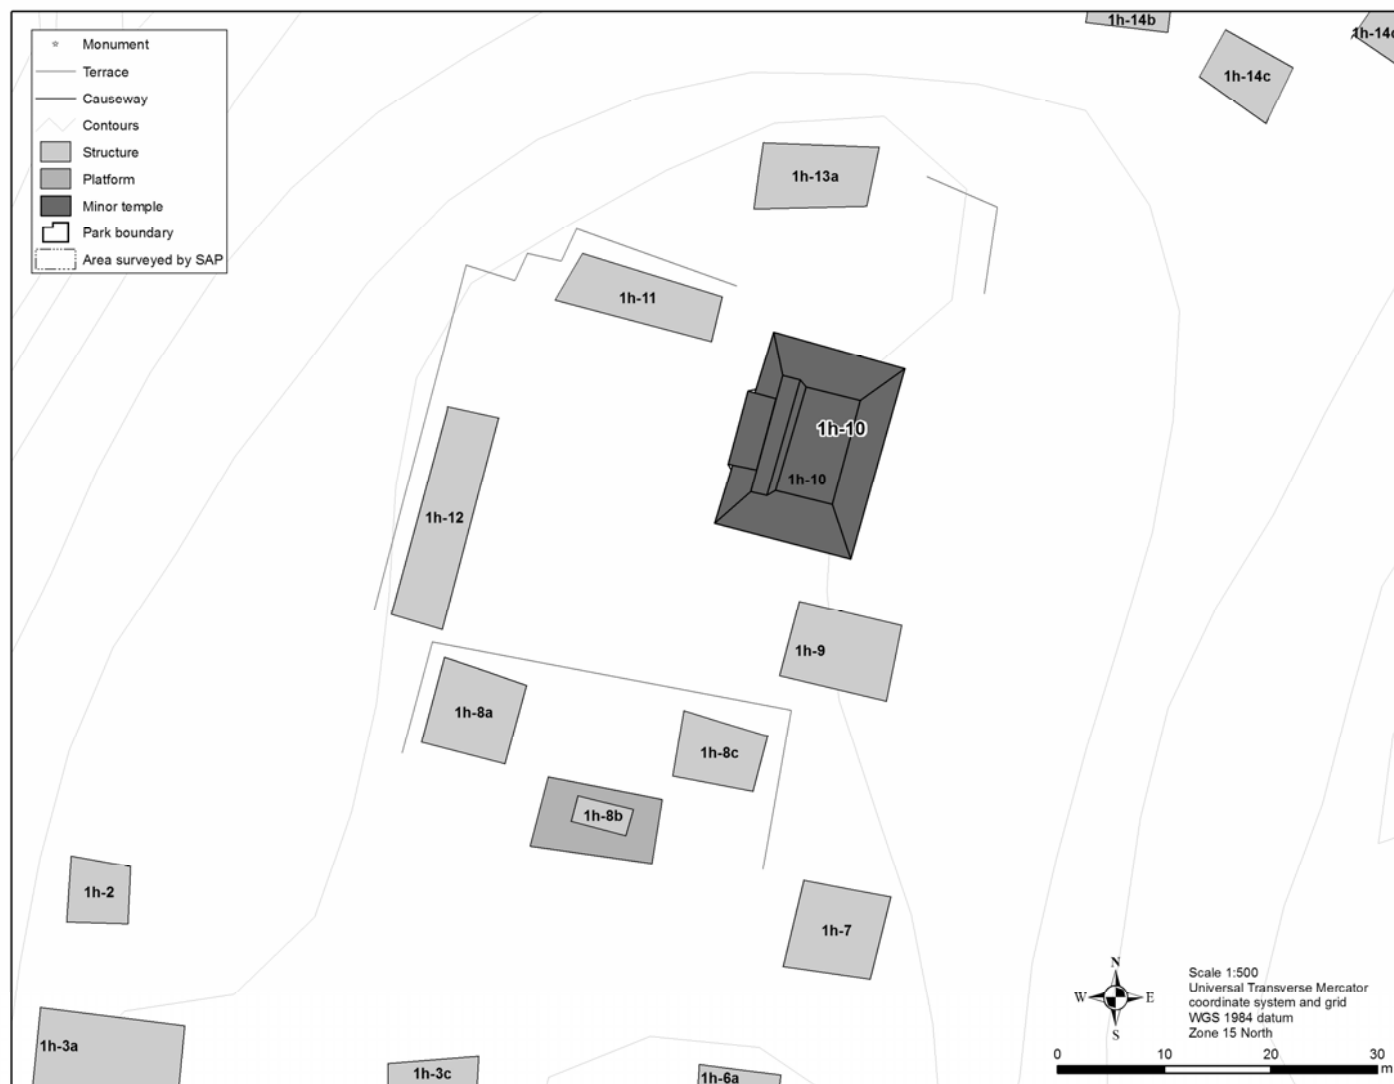 Monument
Terrace
Causeway
Contours
Structure
Platform
Minor temple
Park boundary
Area surveyed by SAP
1h-14b
1h-14c
1h-13a
1h-11
1h-10
1h-10
1h-12
1h-9
1h-8a
1h-8c
1h-8b
1h-2
1h-7
1h-3a
1h-3c
1h-6a
N
W E
S
Scale 1:500
Universal Transverse Mercator
coordinate system and grid
WGS 1984 datum
Zone 15 North
0 10 20 30
m